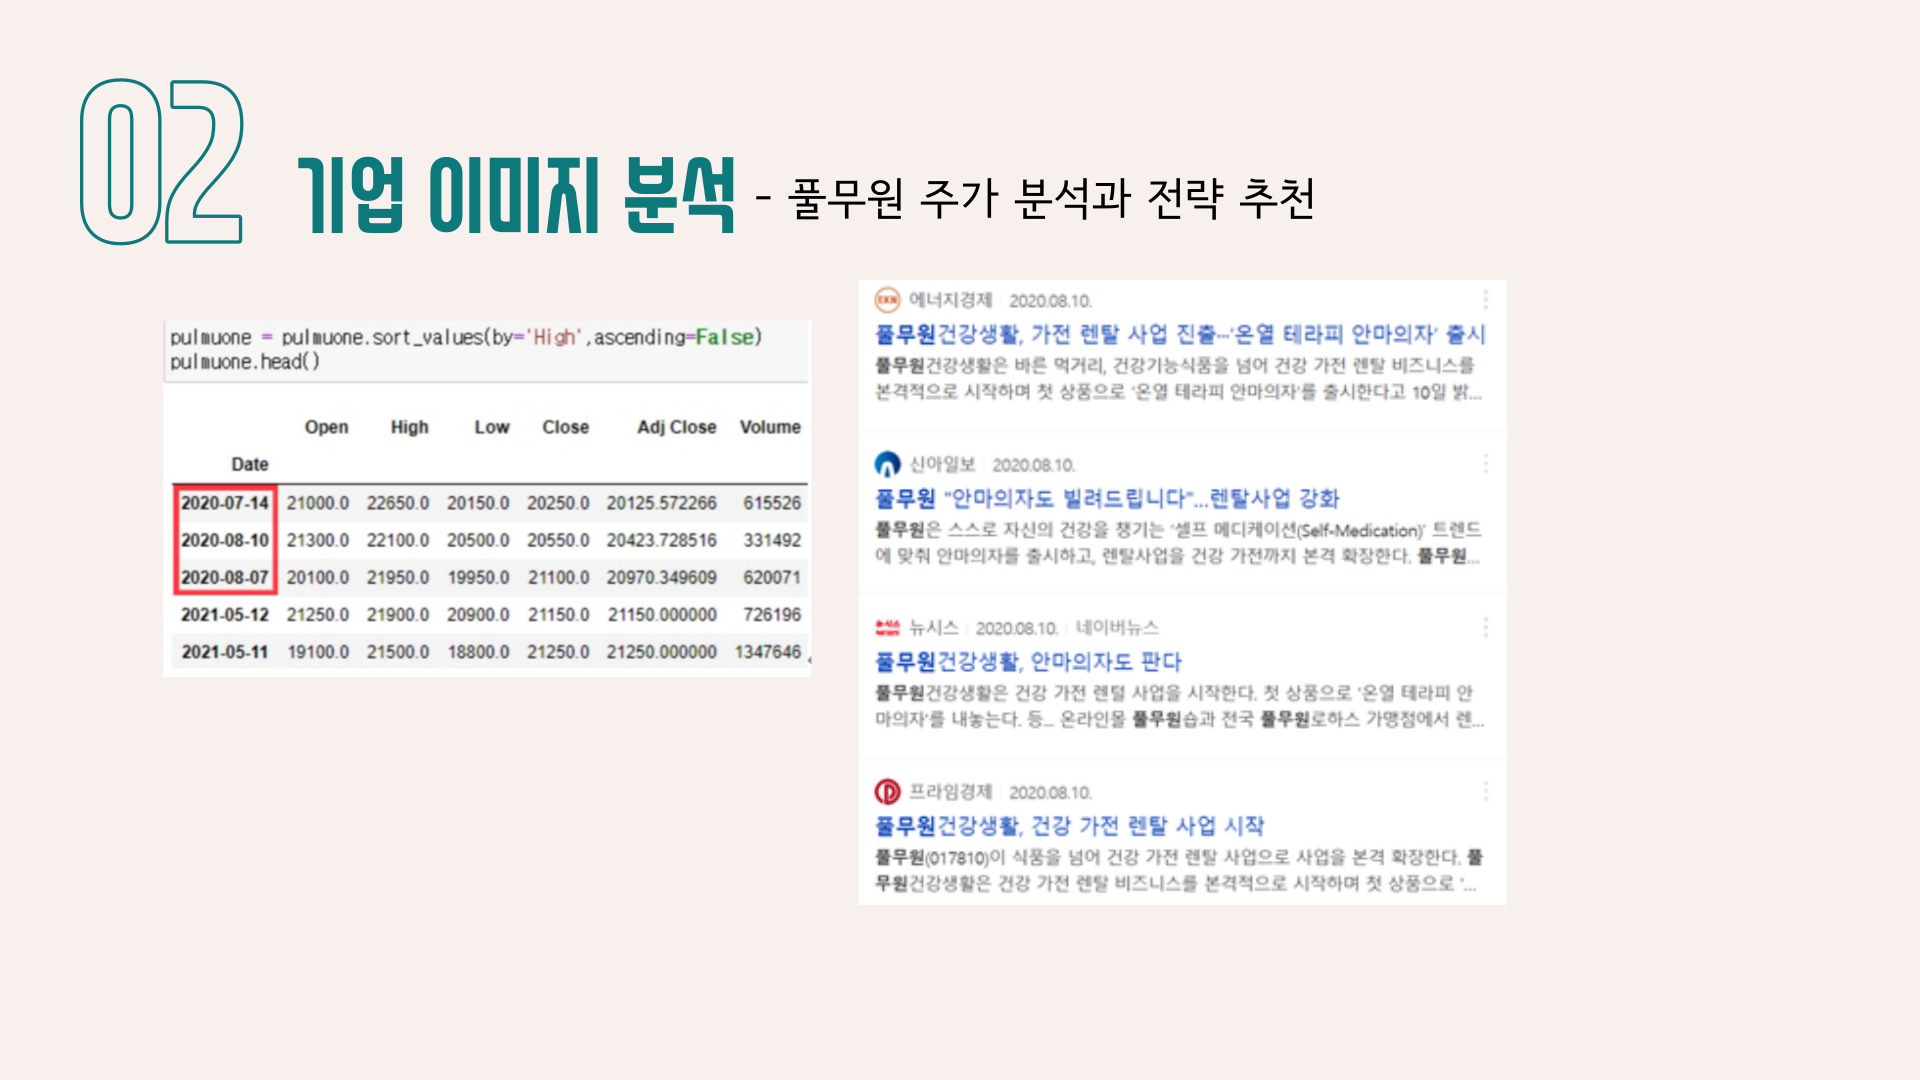 02
기업 이미지 분석 - 풀무원 주가 분석과 전략 추천
pulmuone = pulmuone.sort_values(by='High',ascending=False)
pulmuone.head()
Open High Low Close Adj Close Volume
Date
2020-07-14 21000.0 22650.0 20150.0 20250.0 20125.572266 615526
2020-08-10 21300.0 22100.0 20500.0 20550.0 20423.728516 331492
2020-08-07 20100.0 21950.0 19950.0 21100.0 20970.349609 620071
2021-05-12 21250.0 21900.0 20900.0 21150.0 21150.000000 726196
2021-05-11 19100.0 21500.0 18800.0 21250.0 21250.000000 1347646
EKN 에너지경제 2020.08.10.
풀무원건강생활, 가전 렌탈 사업 진출…'온열 테라피 안마의자' 출시
풀무원건강생활은 바른 먹거리, 건강기능식품을 넘어 건강 가전 렌탈 비즈니스를
본격적으로 시작하며 첫 상품으로 '온열 테라피 안마의자'를 출시한다고 10일 밝...
신아일보 2020.08.10.
풀무원 "안마의자도 빌려드립니다"...렌탈사업 강화
풀무원은 스스로 자신의 건강을 챙기는 '셀프 메디케이션(Self-Medication)' 트렌드
에 맞춰 안마의자를 출시하고, 렌탈사업을 건강 가전까지 본격 확장한다. 풀무원...
뉴시스 NEWSIS 뉴시스 2020.08.10. 네이버뉴스
풀무원건강생활, 안마의자도 판다
풀무원건강생활은 건강 가전 렌털 사업을 시작한다. 첫 상품으로 '온열 테라피 안
마의자'를 내놓는다. 등... 온라인몰 풀무원숍과 전국 풀무원로하스 가맹점에서 렌...
프라임경제 2020.08.10.
풀무원건강생활, 건강 가전 렌탈 사업 시작
풀무원(017810)이 식품을 넘어 건강 가전 렌탈 사업으로 사업을 본격 확장한다. 풀
무원건강생활은 건강 가전 렌탈 비즈니스를 본격적으로 시작하며 첫 상품으로 '...